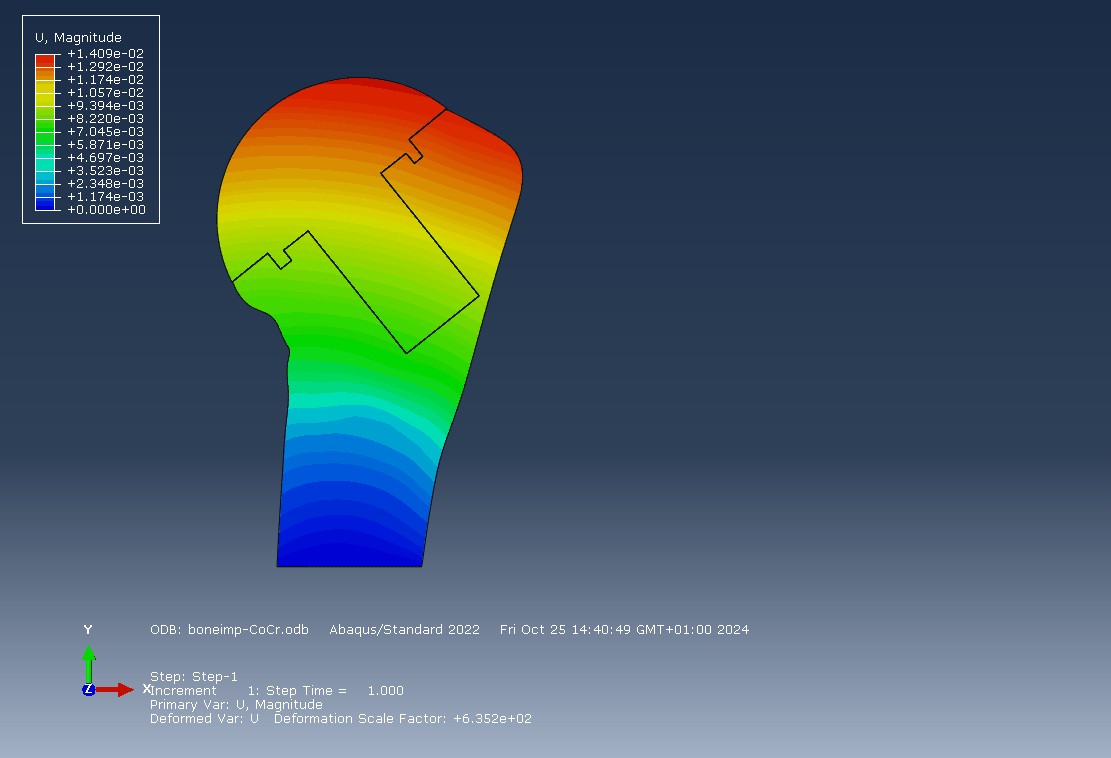 U, Magnitude
+1.409e-02
+1.292e-02
+1.174e-02
+1.057e-02
+9.394e-03
+8.220e-03
+7.045e-03
+5.871e-03
+4.697e-03
+3.523e-03
+2.348e-03
+1.174e-03
+0.000e+00
Y
ODB: boneimp-CoCr.odb Abaqus/Standard 2022 Fri Oct 25 14:40:49 GMT+01:00 2024
Step: Step-1
Z
X
Increment 1: Step Time = 1.000
Primary Var: U, Magnitude
Deformed Var: U Deformation Scale Factor: +6.352e+02